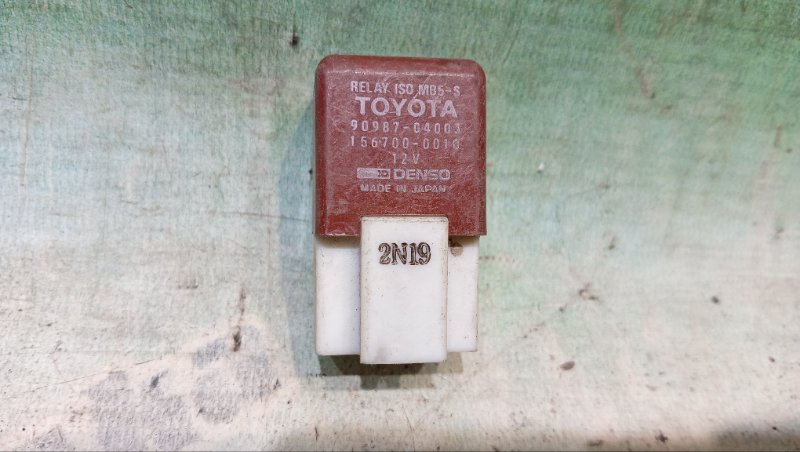 RELAY ISO MB5-S
TOYOTA
90987-04003
156700-0010
12V
DENSO
MADE IN JAPAN
2N19